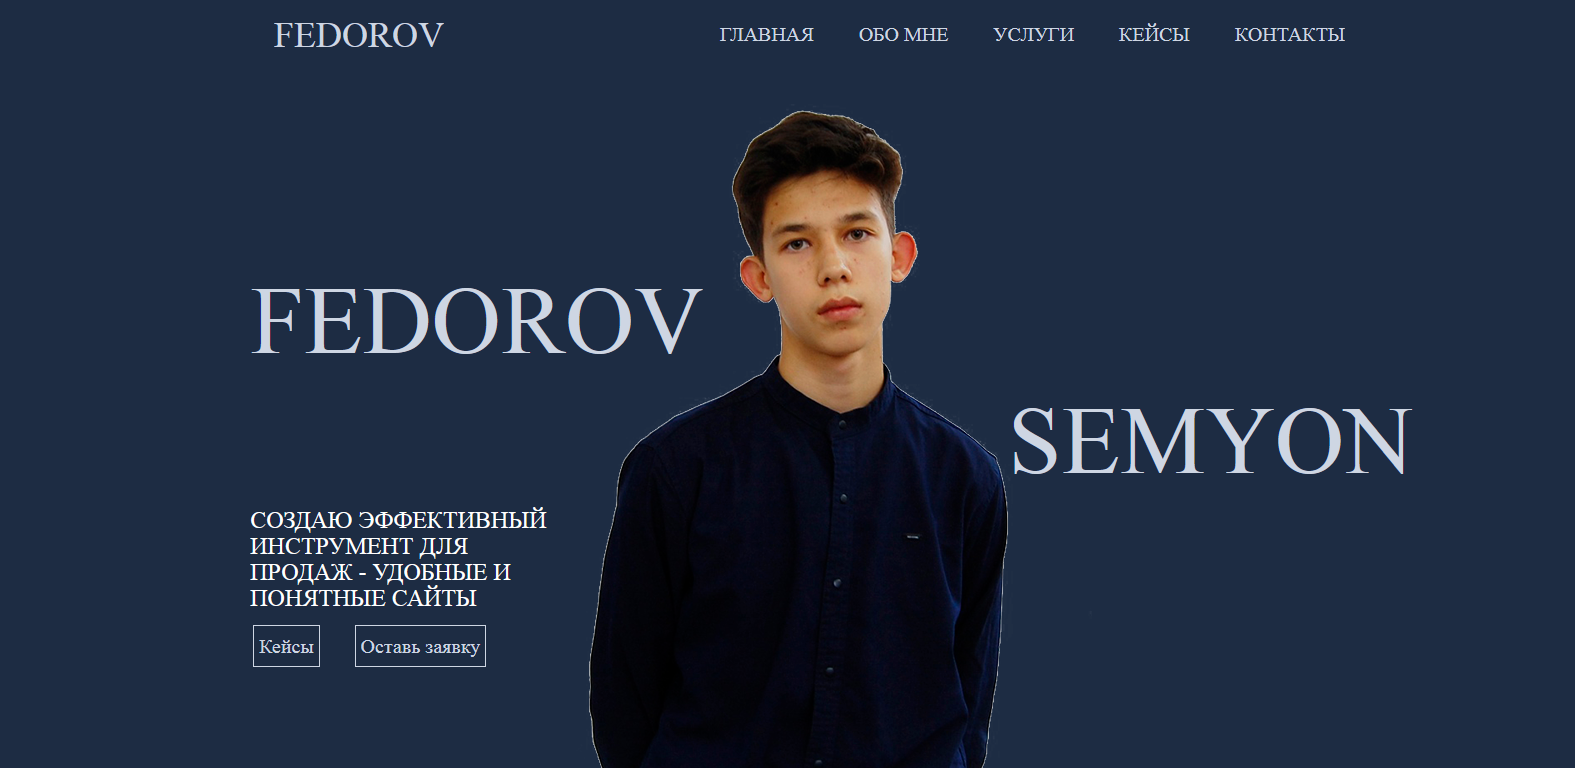 FEDOROV
ГЛАВНАЯ ОБО МНЕ УСЛУГИ КЕЙСЫ КОНТАКТЫ
FEDOROV
SEMYON
СОЗДАЮ ЭФФЕКТИВНЫЙ
ИНСТРУМЕНТ ДЛЯ
ПРОДАЖ - УДОБНЫЕ И
ПОНЯТНЫЕ САЙТЫ
Кейсы Оставь заявку